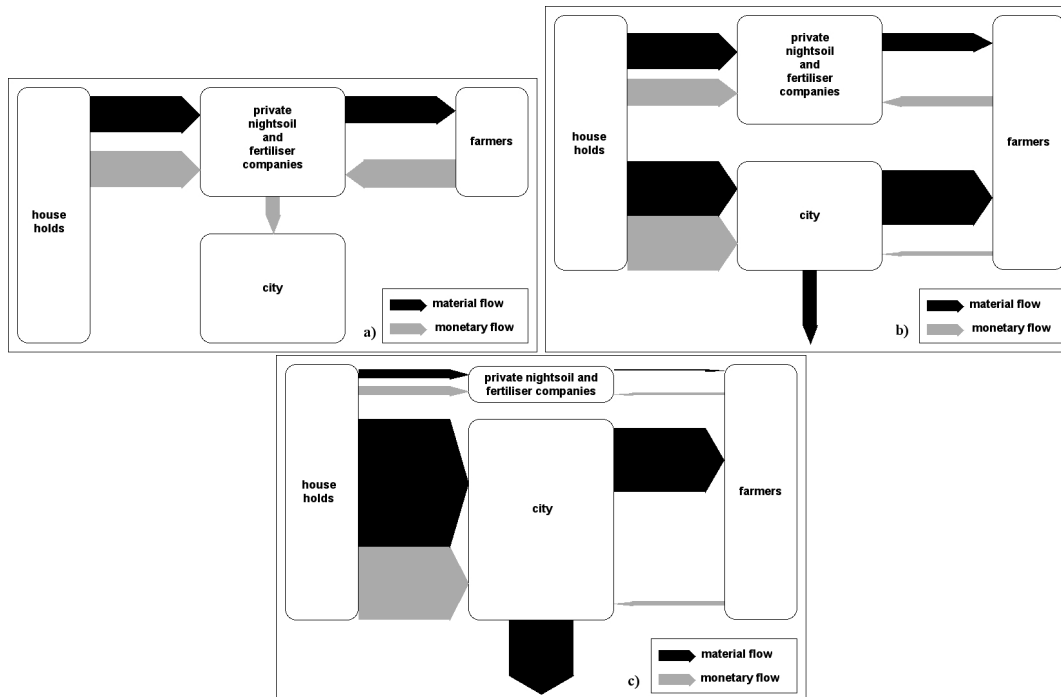 private
nightsoil
and
fertiliser
companies
farmers
house
holds
city
material flow
monetary flow
a)
private
nightsoil
and
fertiliser
companies
house
holds
farmers
city
material flow
monetary flow
b)
private nightsoil and
fertiliser companies
house
holds
city
farmers
material flow
monetary flow
c)